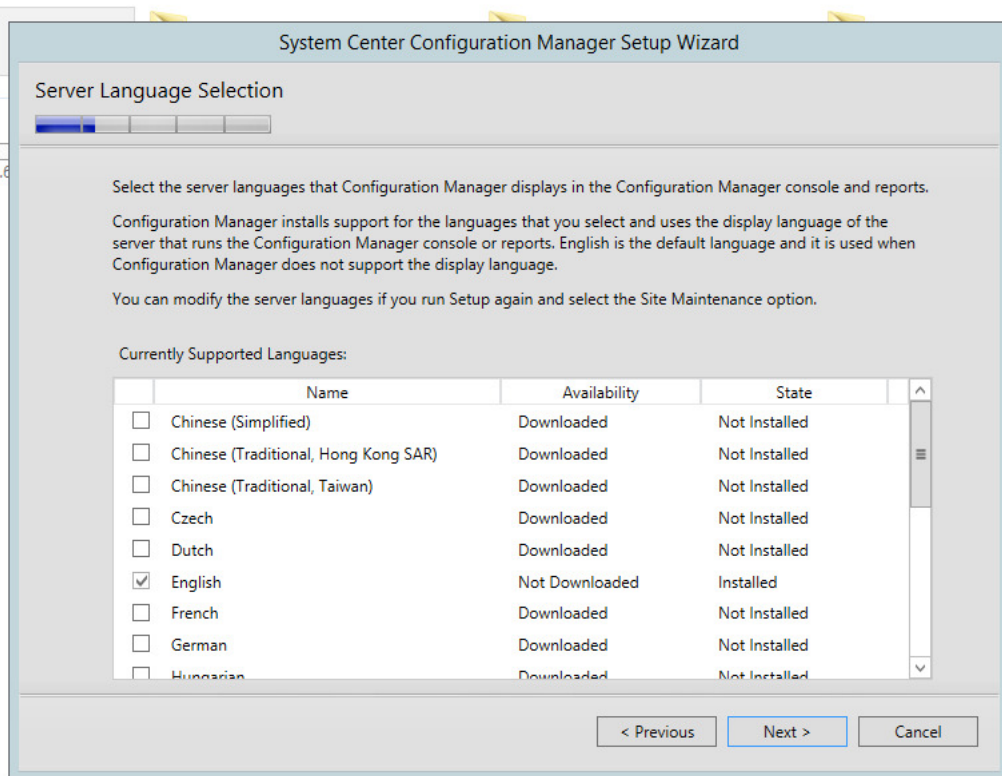 System Center Configuration Manager Setup Wizard
Server Language Selection
Select the server languages that Configuration Manager displays in the Configuration Manager console and reports.
Configuration Manager installs support for the languages that you select and uses the display language of the
server that runs the Configuration Manager console or reports. English is the default language and it is used when
Configuration Manager does not support the display language.
You can modify the server languages if you run Setup again and select the Site Maintenance option.
Currently Supported Languages:
Name Availability State
Chinese (Simplified) Downloaded Not Installed
Chinese (Traditional, Hong Kong SAR) Downloaded Not Installed
Chinese (Traditional, Taiwan) Downloaded Not Installed
Czech Downloaded Not Installed
Dutch Downloaded Not Installed
English Not Downloaded Installed
French Downloaded Not Installed
German Downloaded Not Installed
Hungarian Downloaded Not Installed
< Previous Next > Cancel